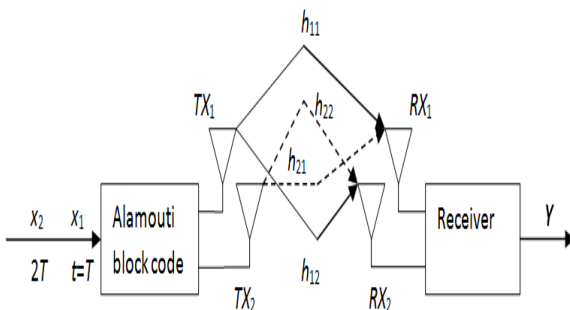 h11
TX1
RX1
h22
h21
x2 x1
Alamouti
block code
Receiver
Y
2T t=T
h12
TX2
RX2